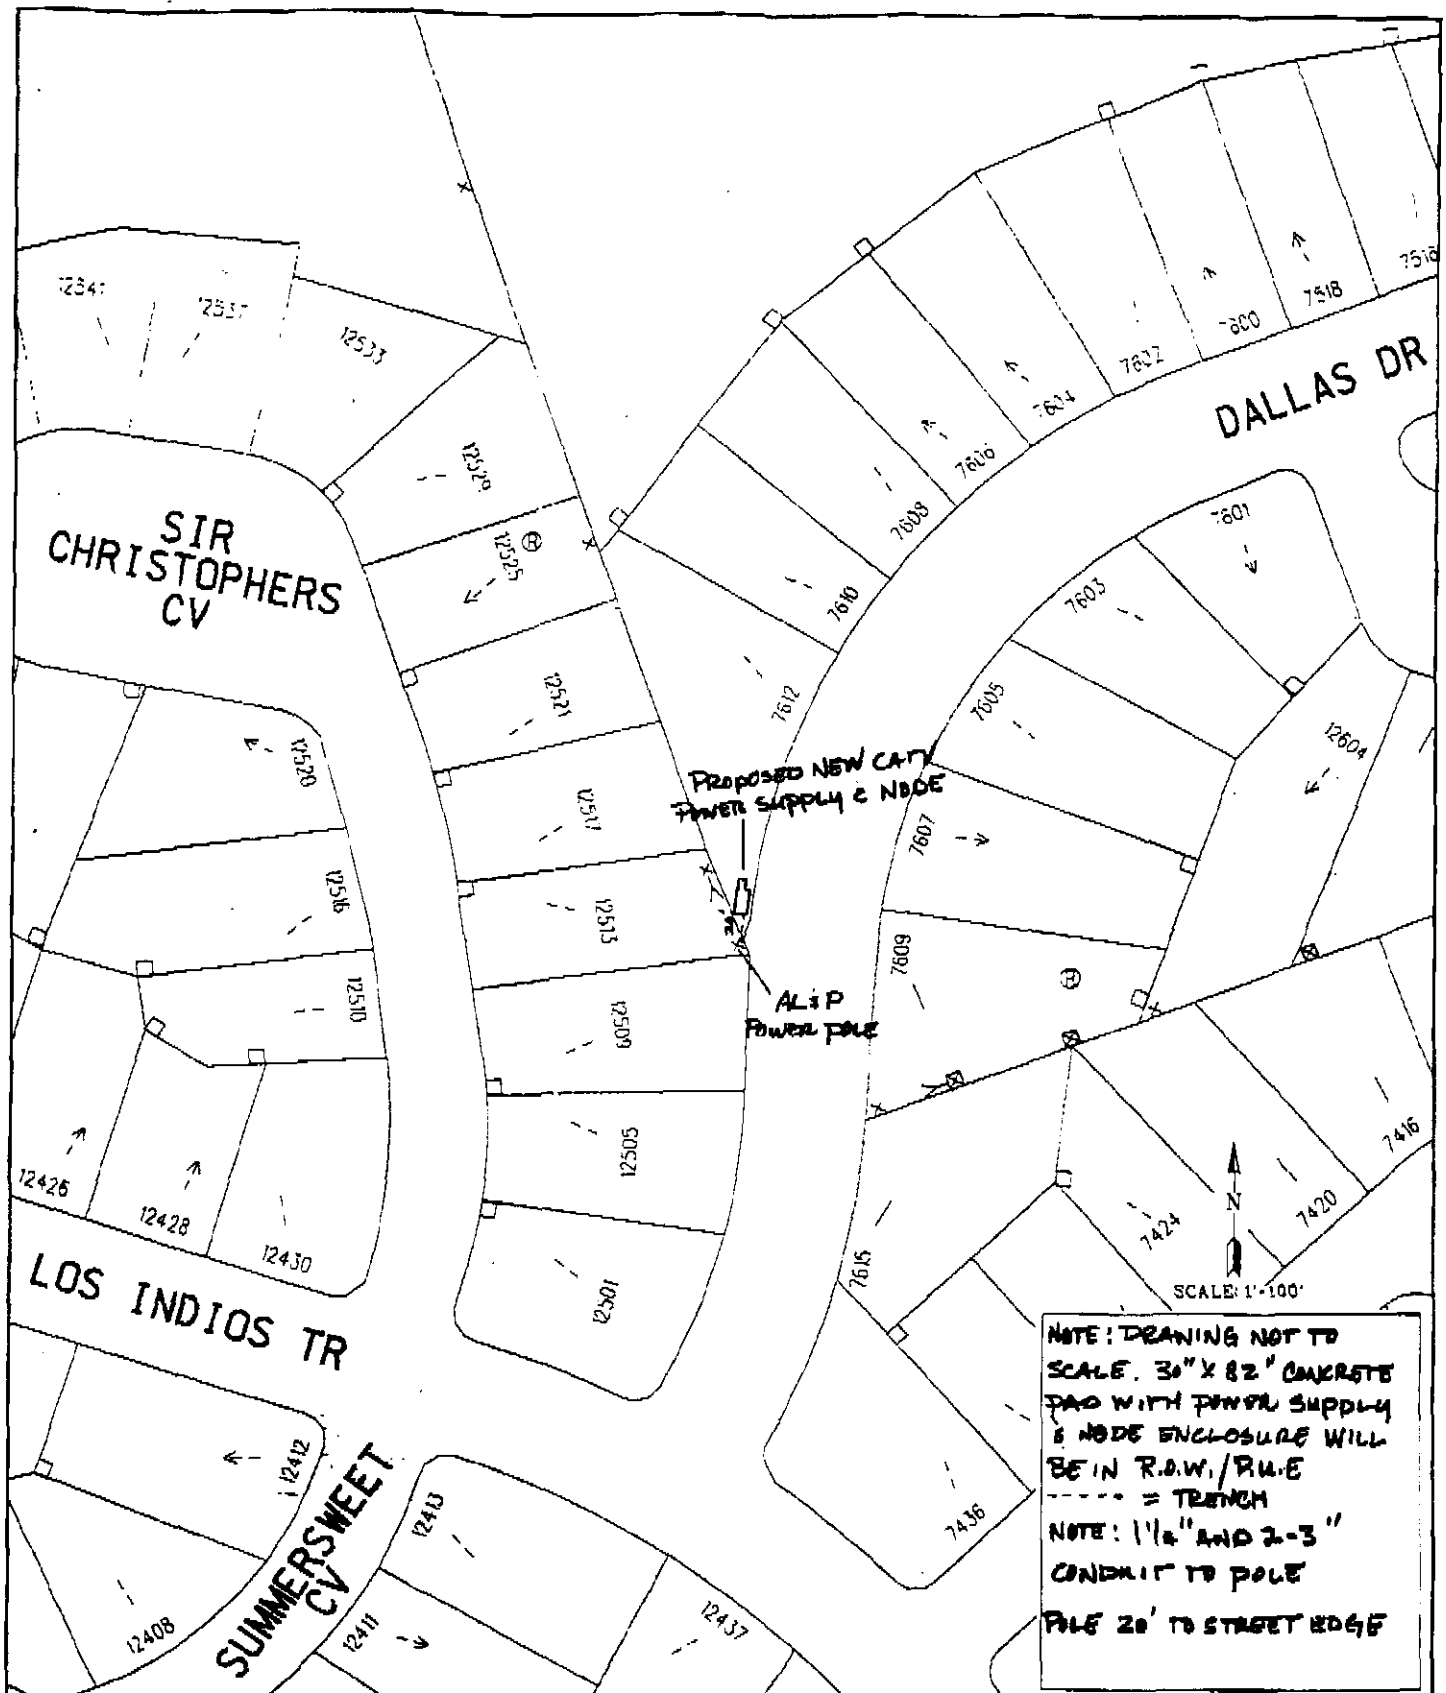 12541
12537
12533
12529
12525
R
12521
12517
12513
12509
12505
12501
SIR
CHRISTOPHERS
CV
12520
12516
12510
12426
12428
12430
LOS INDIOS TR
12412
12408
SUMMERSWEET
CV
12413
12411
12437
DALLAS DR
7518
7600
7602
7604
7606
7608
7610
7612
7601
7603
7605
7607
7609
R
7615
12604
7416
7420
7424
7436
PROPOSED NEW CATV
POWER SUPPLY & NODE
20'
AL&P
POWER POLE
N
SCALE: 1"-100'
NOTE: DRAWING NOT TO
SCALE. 30" X 82" CONCRETE
PAD WITH POWER SUPPLY
& NODE ENCLOSURE WILL
BE IN R.O.W./P.U.E
----- = TRENCH
NOTE: 1 1/2" AND 2-3"
CONDUIT TO POLE
POLE 20' TO STREET EDGE